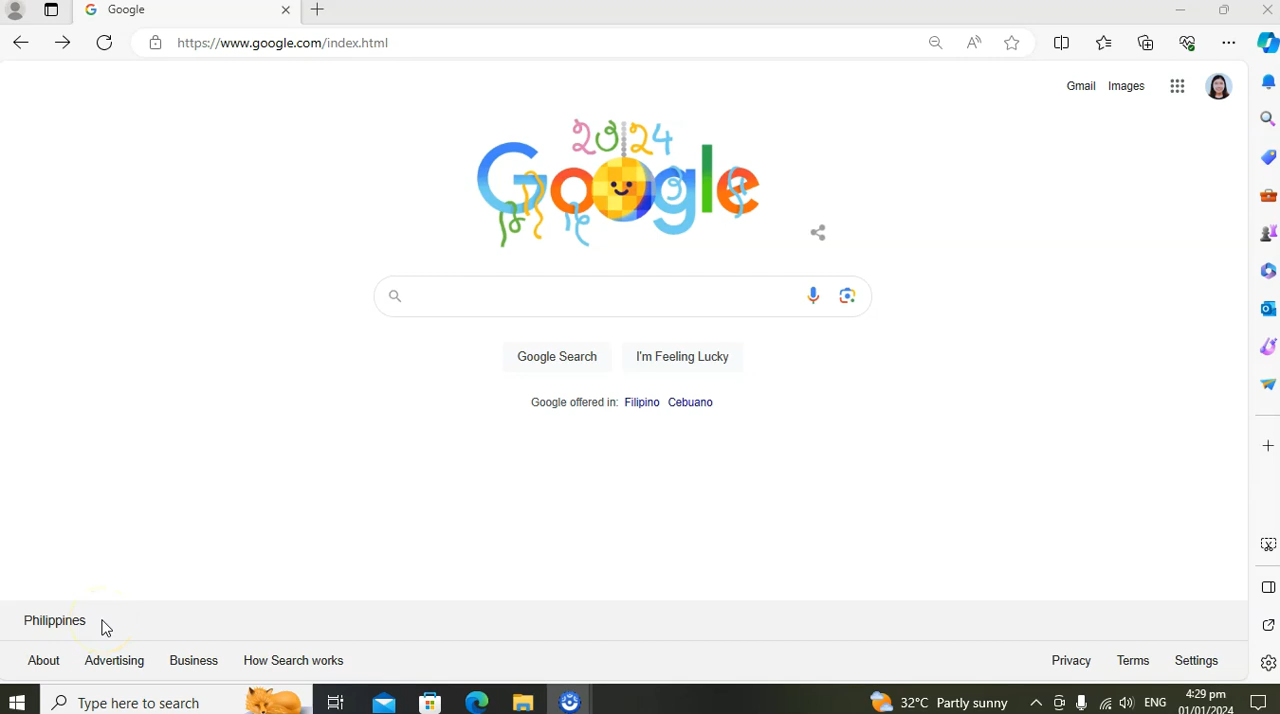 Google
https://www.google.com/index.html
Gmail Images
2024
Google
Google Search I'm Feeling Lucky
Google offered in: Filipino Cebuano
Philippines
About Advertising Business How Search works Privacy Terms Settings
Type here to search 32°C Partly sunny ENG 4:29 pm
01/01/2024